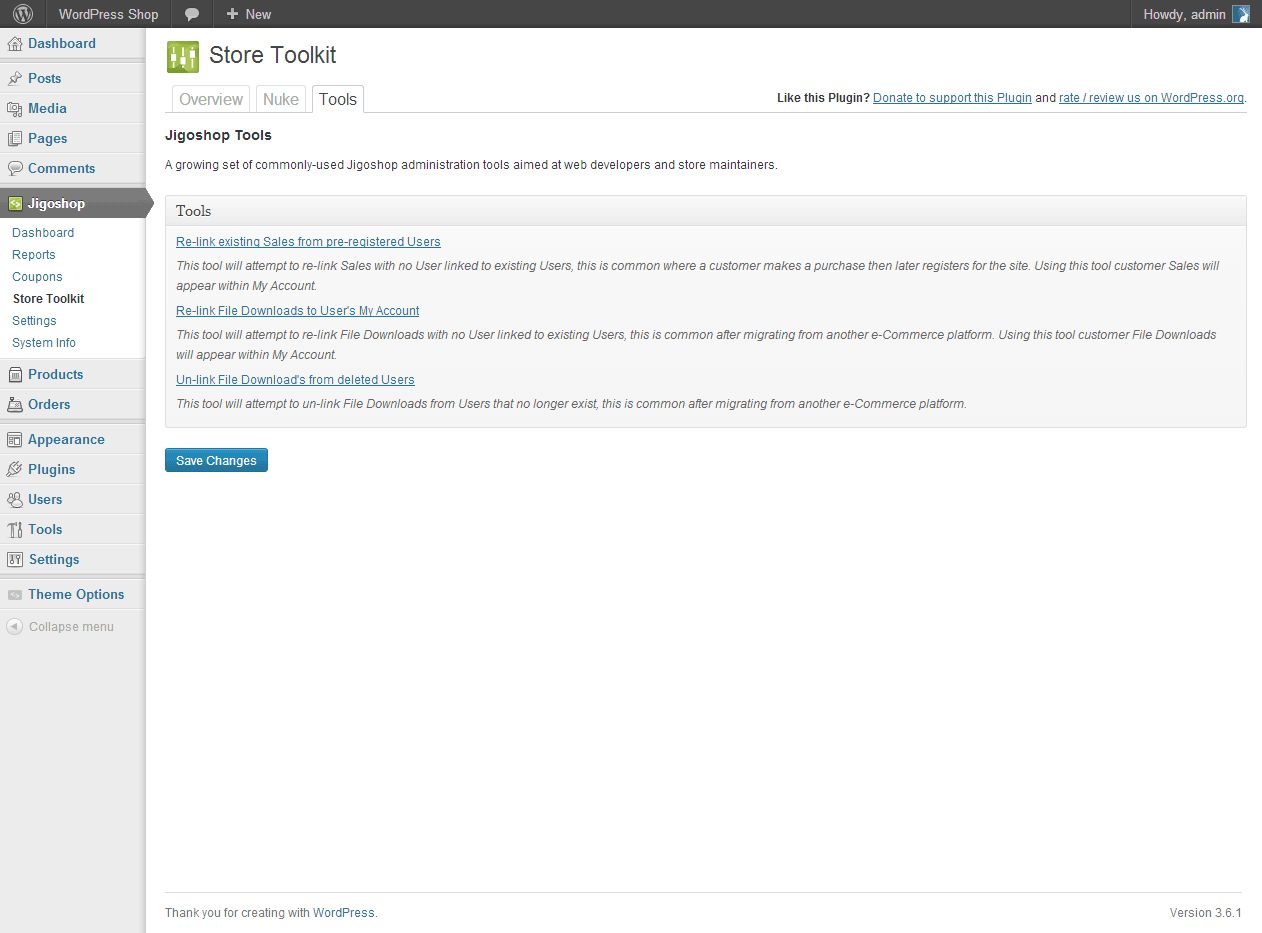 WordPress Shop
New
Howdy, admin
Dashboard
Posts
Media
Pages
Comments
Jigoshop
Dashboard
Reports
Coupons
Store Toolkit
Settings
System Info
Products
Orders
Appearance
Plugins
Users
Tools
Settings
Theme Options
Collapse menu
Store Toolkit
Overview
Nuke
Tools
Like this Plugin? Donate to support this Plugin and rate / review us on WordPress.org.
Jigoshop Tools
A growing set of commonly-used Jigoshop administration tools aimed at web developers and store maintainers.
Tools
Re-link existing Sales from pre-registered Users
This tool will attempt to re-link Sales with no User linked to existing Users, this is common where a customer makes a purchase then later registers for the site. Using this tool customer Sales will
appear within My Account.
Re-link File Downloads to User's My Account
This tool will attempt to re-link File Downloads with no User linked to existing Users, this is common after migrating from another e-Commerce platform. Using this tool customer File Downloads
will appear within My Account.
Un-link File Download's from deleted Users
This tool will attempt to un-link File Downloads from Users that no longer exist, this is common after migrating from another e-Commerce platform.
Save Changes
Thank you for creating with WordPress.
Version 3.6.1